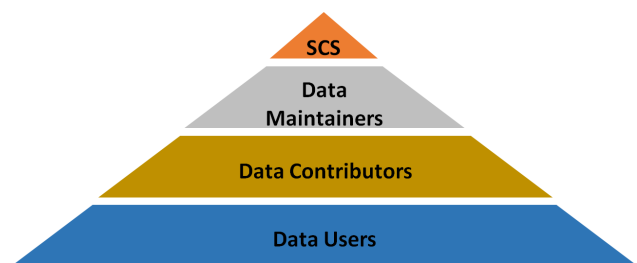 SCS
Data
Maintainers
Data Contributors
Data Users